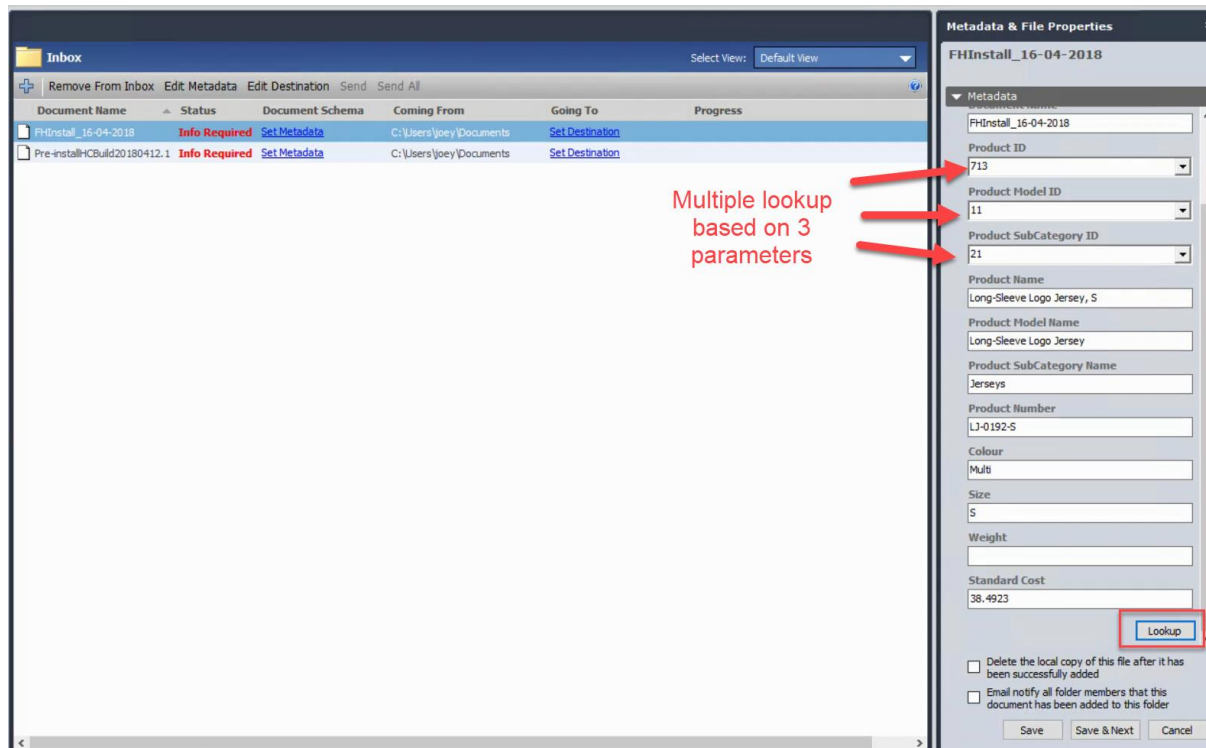 Inbox
Select View: Default View
Remove From Inbox Edit Metadata Edit Destination Send Send All
Document Name Status Document Schema Coming From Going To Progress
FHInstall_16-04-2018 Info Required Set Metadata C:\Users\joey\Documents Set Destination
Pre-installHCBuild20180412.1 Info Required Set Metadata C:\Users\joey\Documents Set Destination
Multiple lookup
based on 3
parameters
Metadata & File Properties
FHInstall_16-04-2018
Metadata
Document Name
FHInstall_16-04-2018
Product ID
713
Product Model ID
11
Product SubCategory ID
21
Product Name
Long-Sleeve Logo Jersey, S
Product Model Name
Long-Sleeve Logo Jersey
Product SubCategory Name
Jerseys
Product Number
LJ-0192-S
Colour
Multi
Size
S
Weight
Standard Cost
38.4923
Lookup
Delete the local copy of this file after it has
been successfully added
Email notify all folder members that this
document has been added to this folder
Save Save & Next Cancel